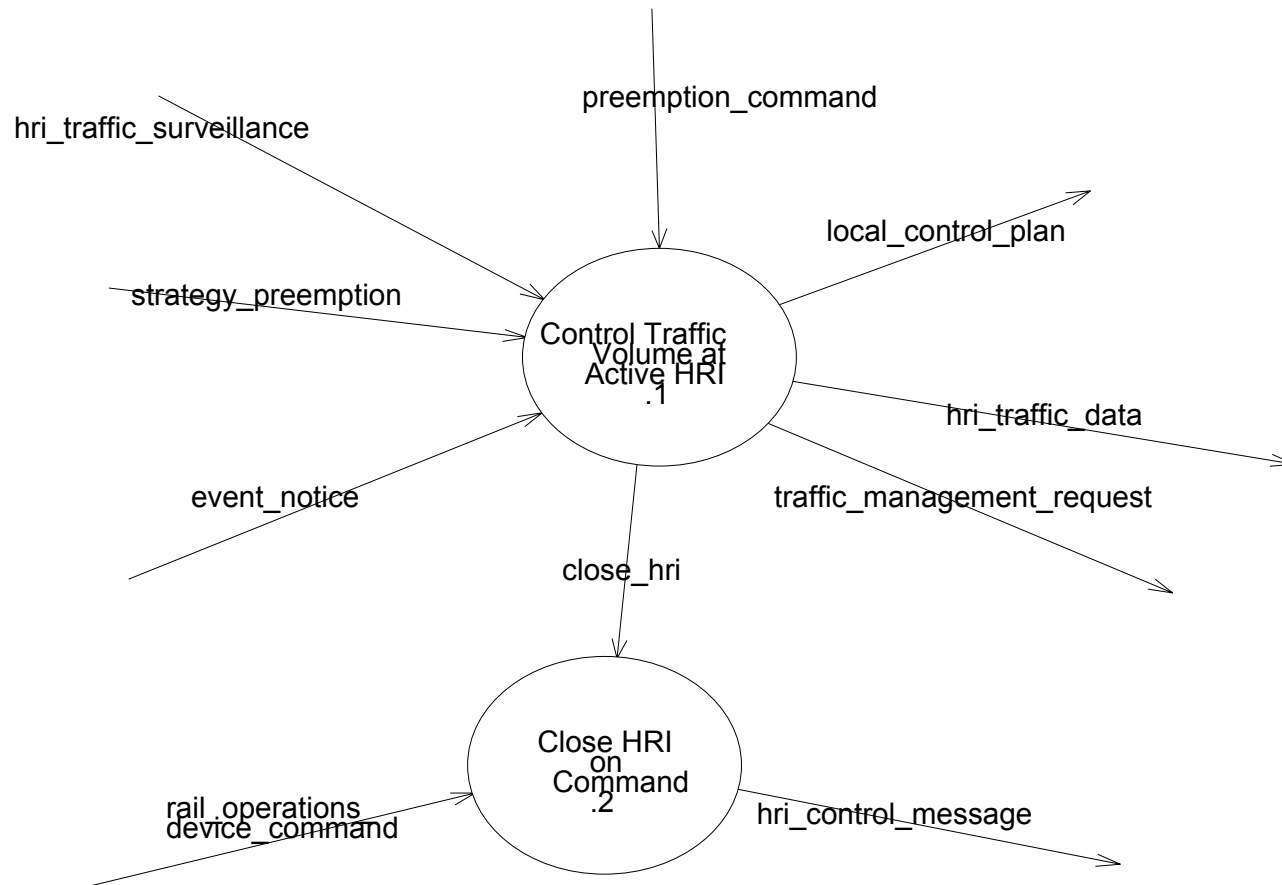 preemption_command
hri_traffic_surveillance
local_control_plan
strategy_preemption
Control Traffic
Volume at
Active HRI
.1
hri_traffic_data
event_notice
traffic_management_request
close_hri
Close HRI
on
Command
.2
rail_operations_
device_command
hri_control_message